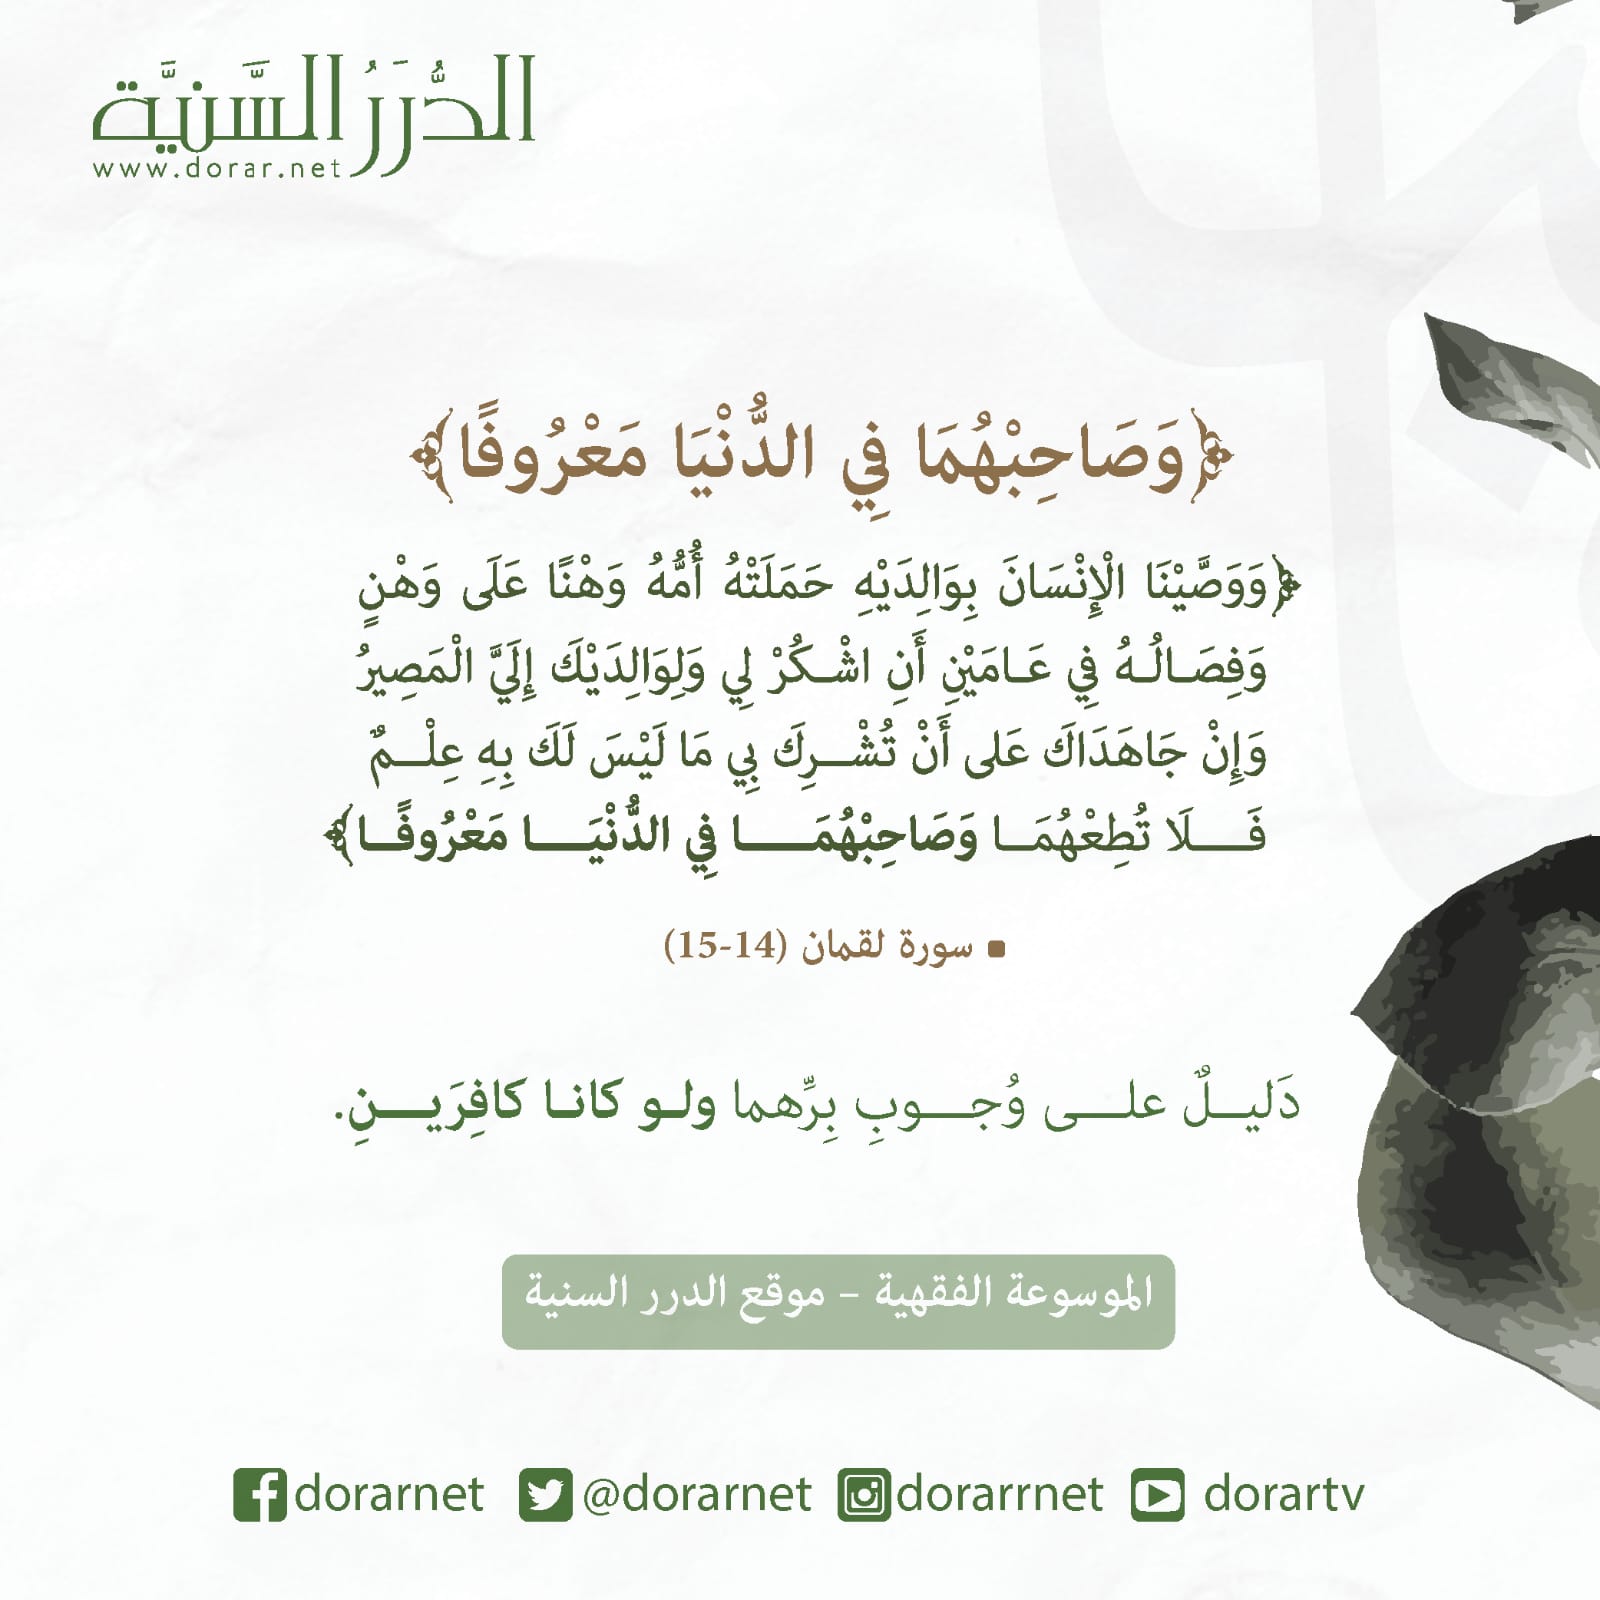 الدُّرَرُ السَّنِيَّة
www.dorar.net
﴿وَصَاحِبْهُمَا فِي الدُّنْيَا مَعْرُوفًا﴾
﴿وَوَصَّيْنَا الْإِنْسَانَ بِوَالِدَيْهِ حَمَلَتْهُ أُمُّهُ وَهْنًا عَلَى وَهْنٍ
وَفِصَالُهُ فِي عَامَيْنِ أَنِ اشْكُرْ لِي وَلِوَالِدَيْكَ إِلَيَّ الْمَصِيرُ
وَإِنْ جَاهَدَاكَ عَلى أَنْ تُشْرِكَ بِي مَا لَيْسَ لَكَ بِهِ عِلْمٌ
فَلَا تُطِعْهُمَا وَصَاحِبْهُمَا فِي الدُّنْيَا مَعْرُوفًا﴾
▪ سورة لقمان (14-15)
دَليلٌ على وُجوبِ بِرِّهما ولو كانا كافِرَينِ.
الموسوعة الفقهية – موقع الدرر السنية
dorarnet @dorarnet dorarrnet dorartv